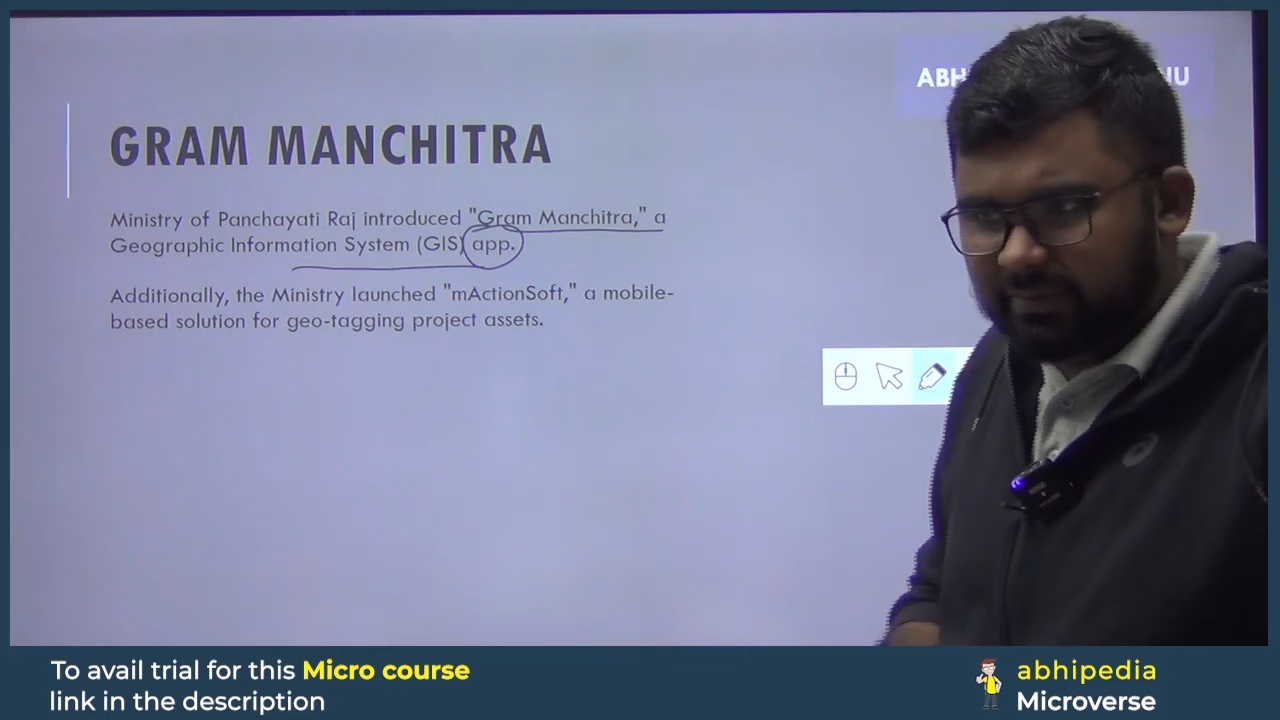 GRAM MANCHITRA
Ministry of Panchayati Raj introduced "Gram Manchitra," a
Geographic Information System (GIS) app.
Additionally, the Ministry launched "mActionSoft," a mobile-
based solution for geo-tagging project assets.
To avail trial for this Micro course
link in the description
abhipedia
Microverse